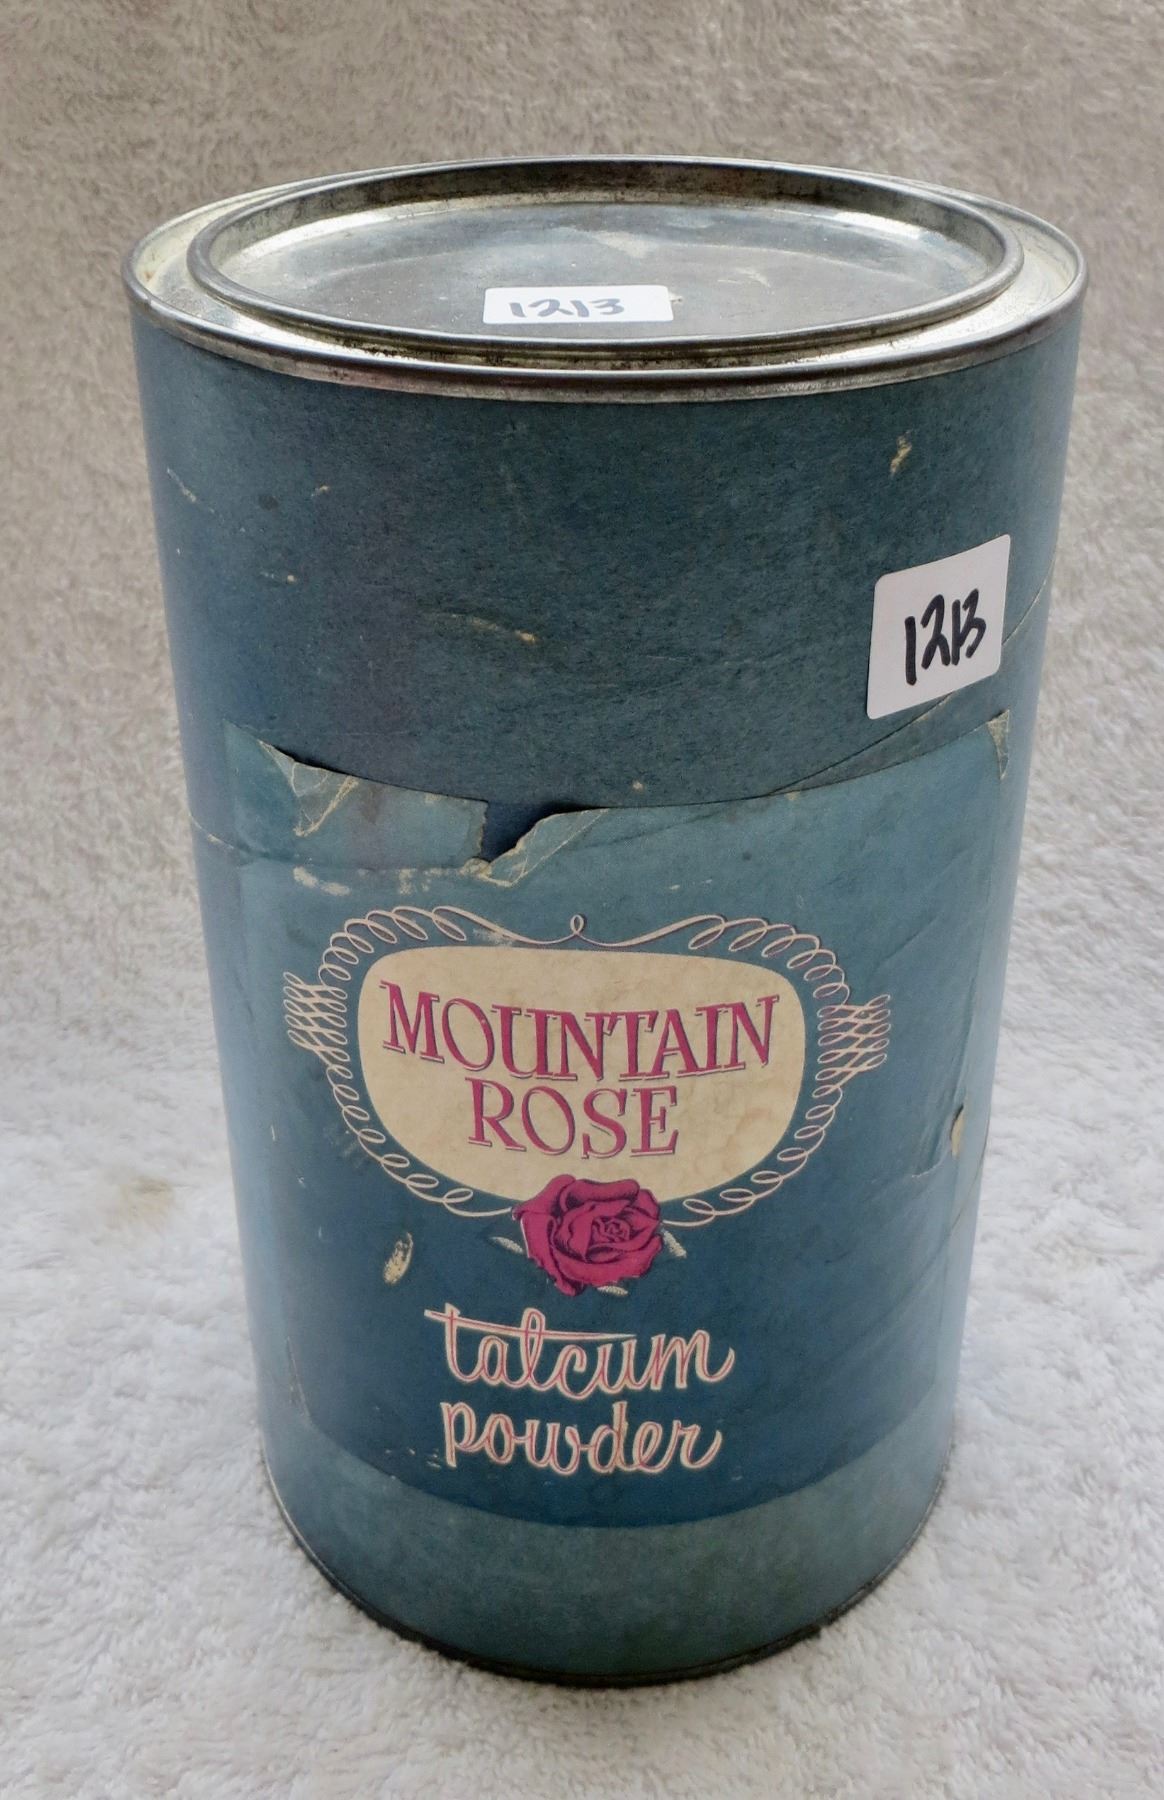 1213
1213
MOUNTAIN
ROSE
talcum
powder